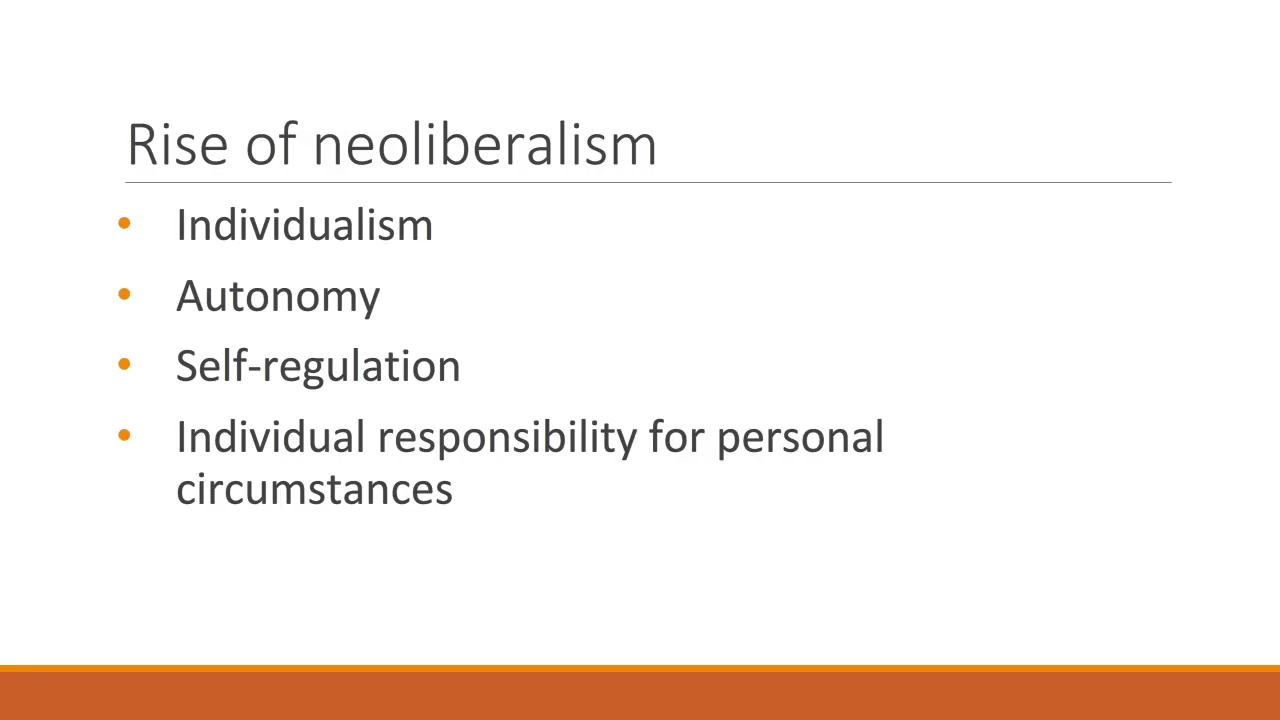 Rise of neoliberalism
• Individualism
• Autonomy
• Self-regulation
• Individual responsibility for personal
circumstances